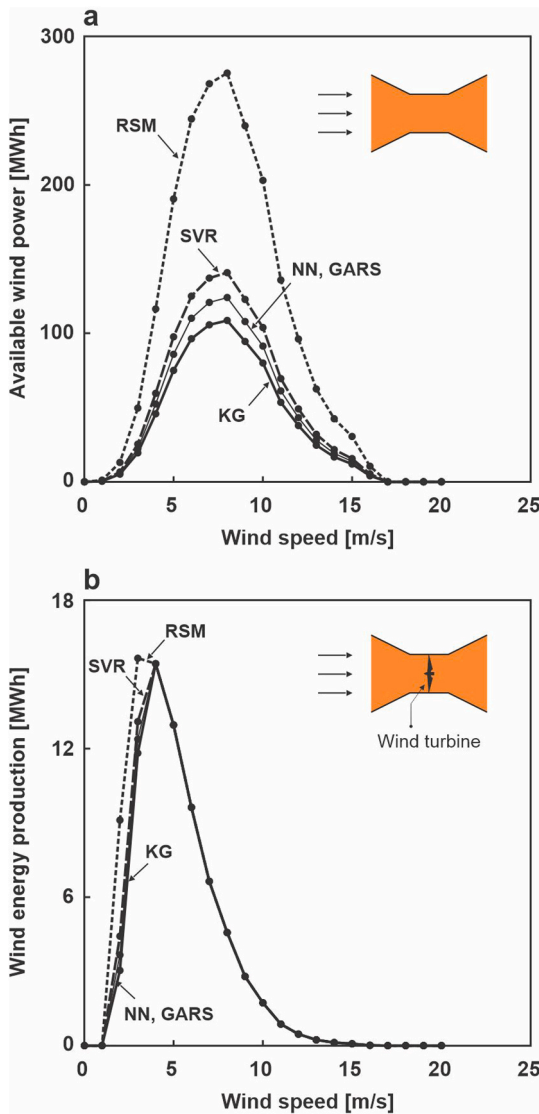 a
Available wind power [MWh]
300
200
100
0
RSM
SVR
NN, GARS
KG
0 5 10 15 20 25
Wind speed [m/s]
b
Wind energy production [MWh]
18
12
6
0
RSM
SVR
KG
NN, GARS
Wind turbine
0 5 10 15 20 25
Wind speed [m/s]